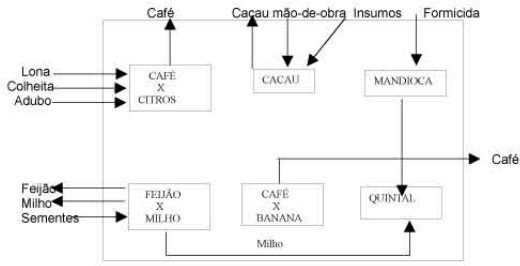 Café
Cacau mão-de-obra Insumos Formicida
Lona
Colheita
Adubo
CAFÉ
X
CITROS
CACAU
MANDIOCA
Café
Feijão
Milho
Sementes
FEIJÃO
X
MILHO
CAFÉ
X
BANANA
QUINTAL
Milho